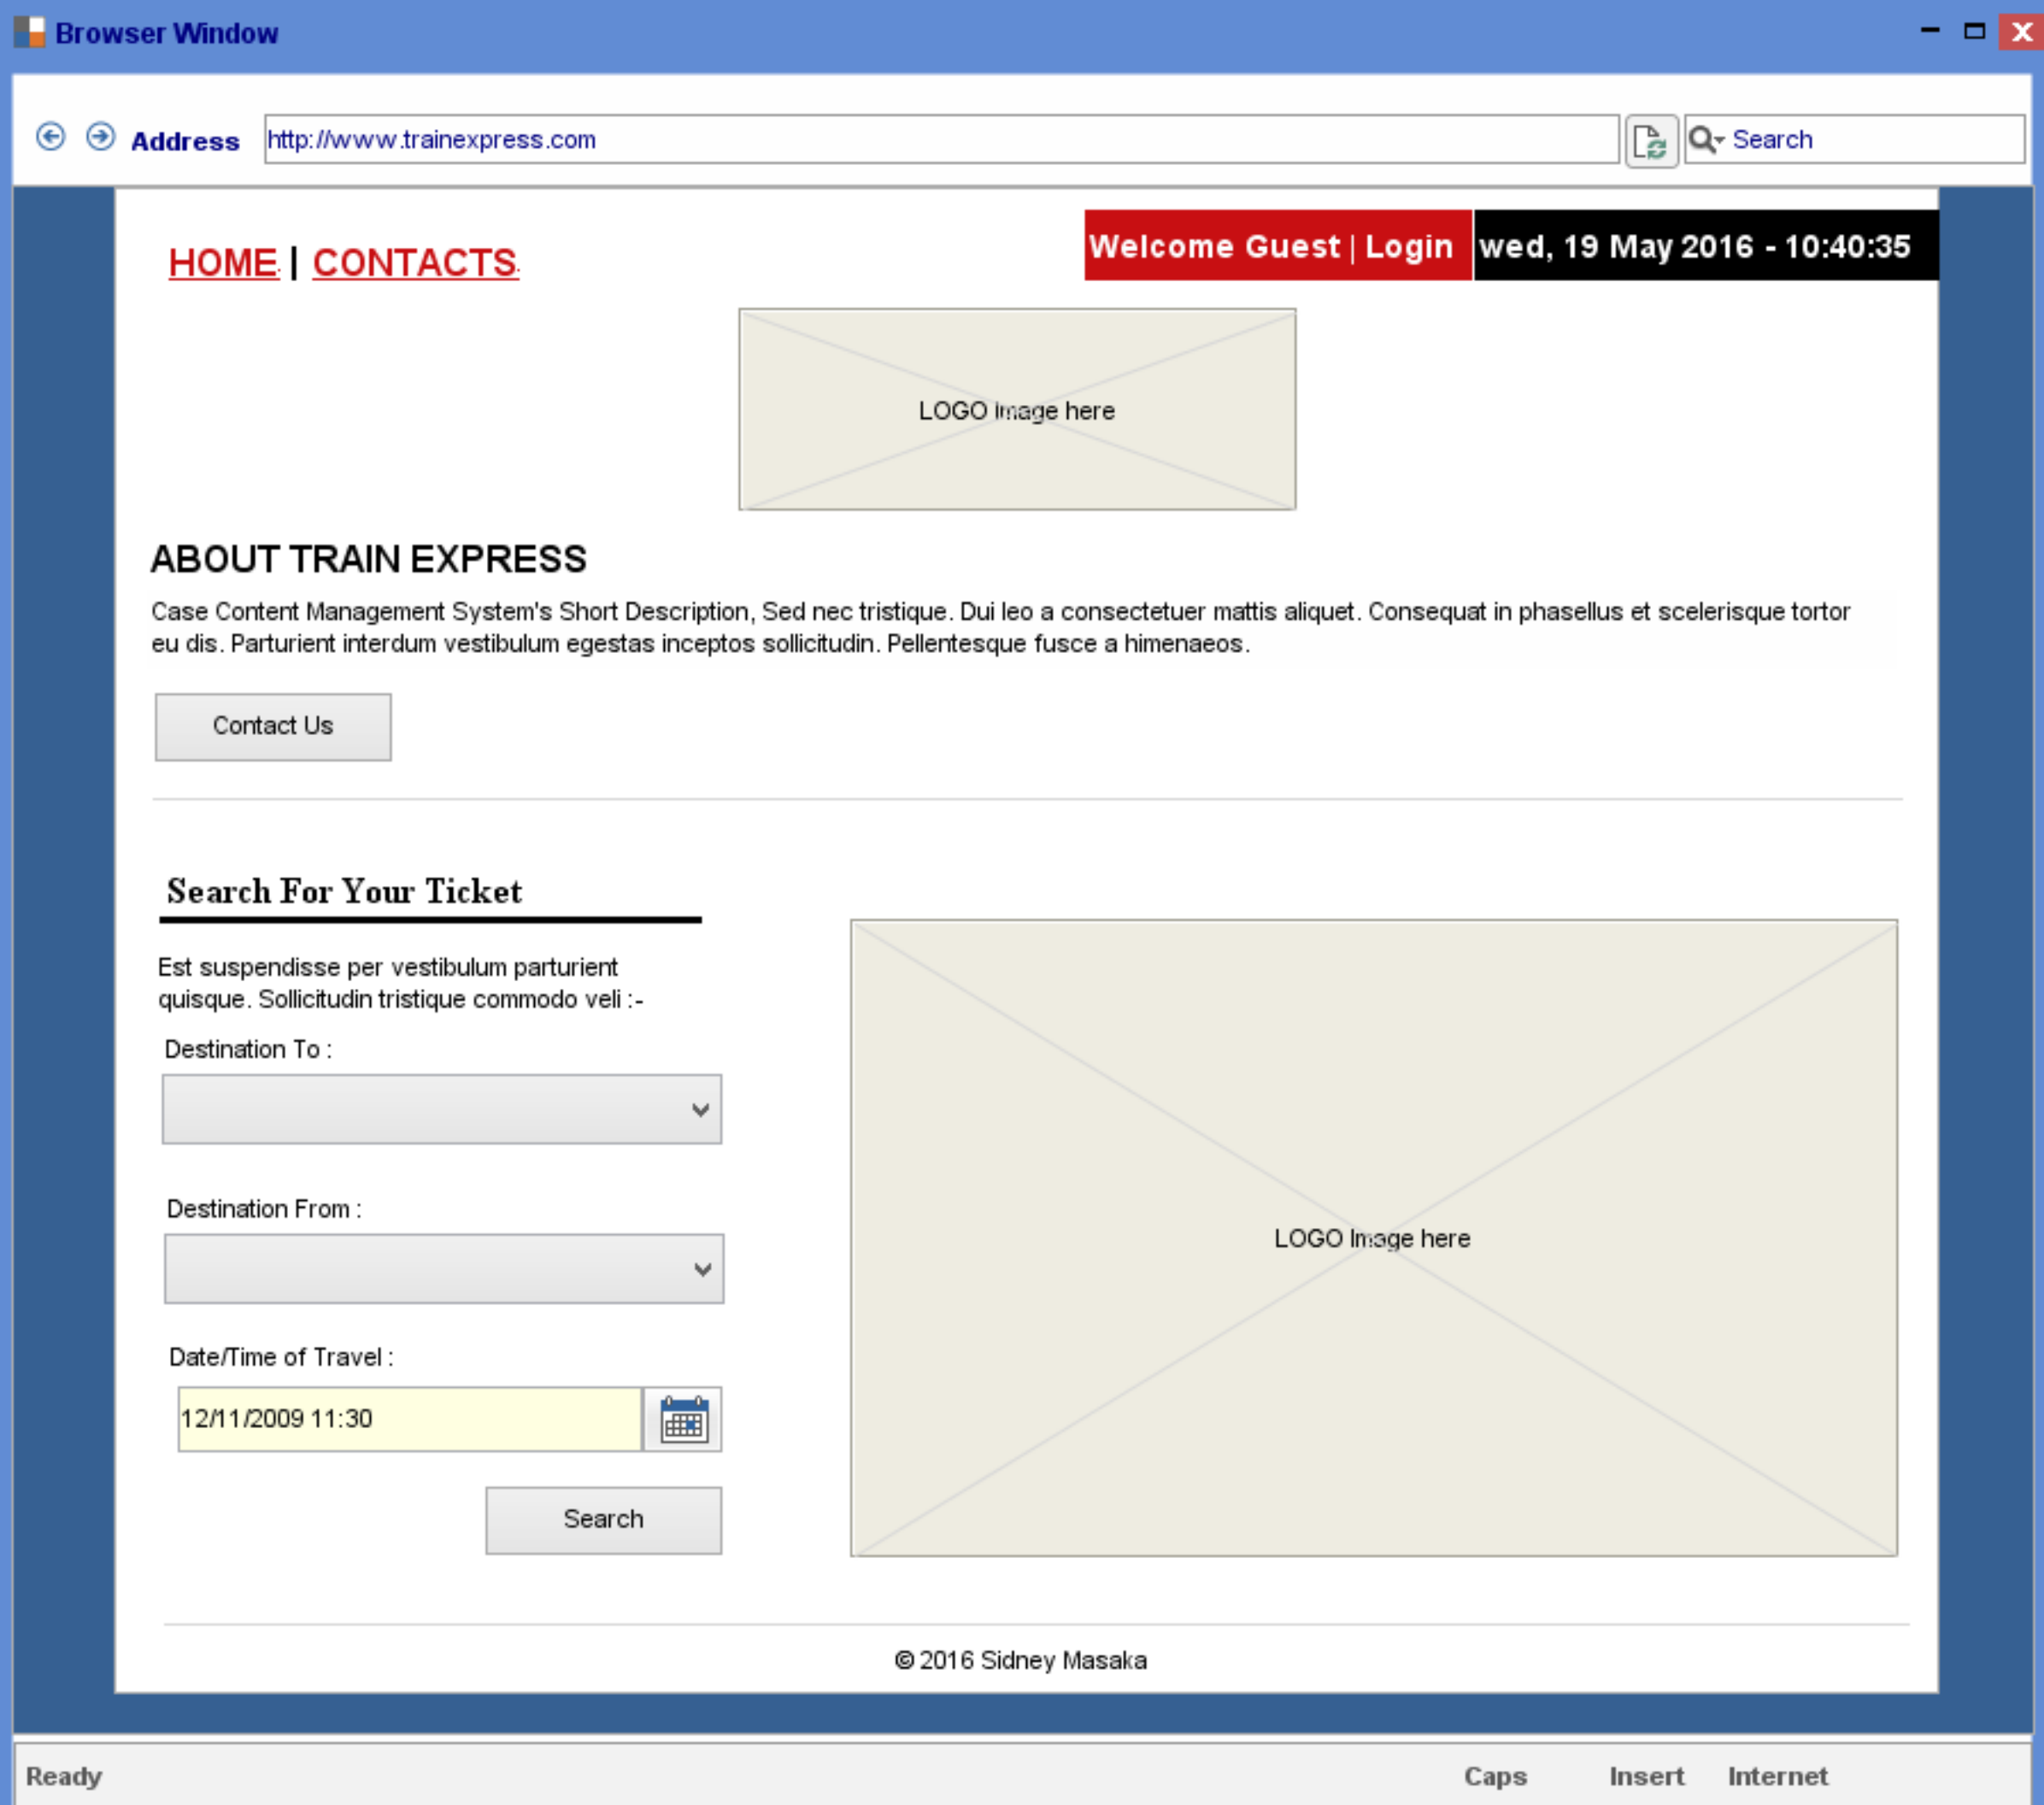 Browser Window
Address http://www.trainexpress.com Search
HOME | CONTACTS
Welcome Guest | Login wed, 19 May 2016 - 10:40:35
LOGO Image here
ABOUT TRAIN EXPRESS
Case Content Management System's Short Description, Sed nec tristique. Dui leo a consectetuer mattis aliquet. Consequat in phasellus et scelerisque tortor
eu dis. Parturient interdum vestibulum egestas inceptos sollicitudin. Pellentesque fusce a himenaeos.
Contact Us
Search For Your Ticket
Est suspendisse per vestibulum parturient
quisque. Sollicitudin tristique commodo veli :-
Destination To :
Destination From :
Date/Time of Travel :
12/11/2009 11:30
Search
LOGO Image here
© 2016 Sidney Masaka
Ready Caps Insert Internet